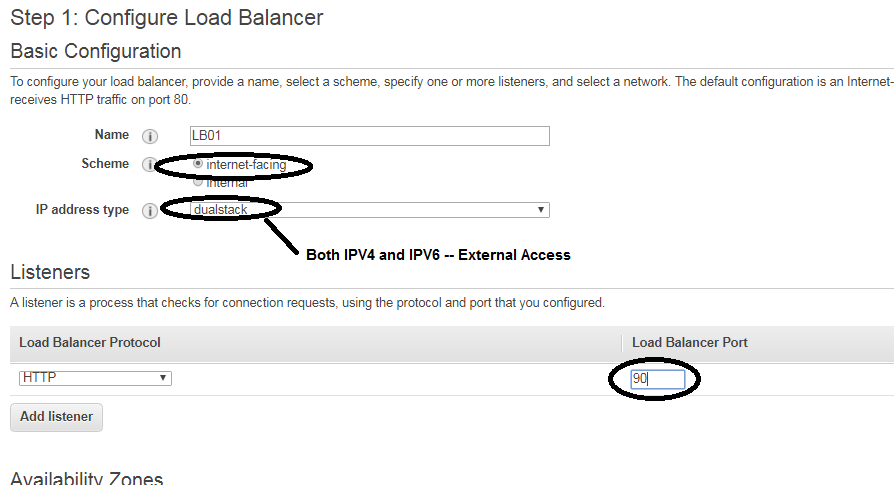 Step 1: Configure Load Balancer
Basic Configuration
To configure your load balancer, provide a name, select a scheme, specify one or more listeners, and select a network. The default configuration is an Internet-
receives HTTP traffic on port 80.
Name i LB01
Scheme i internet-facing
internal
IP address type i dualstack
Both IPV4 and IPV6 -- External Access
Listeners
A listener is a process that checks for connection requests, using the protocol and port that you configured.
Load Balancer Protocol Load Balancer Port
HTTP 90
Add listener
Availability Zones